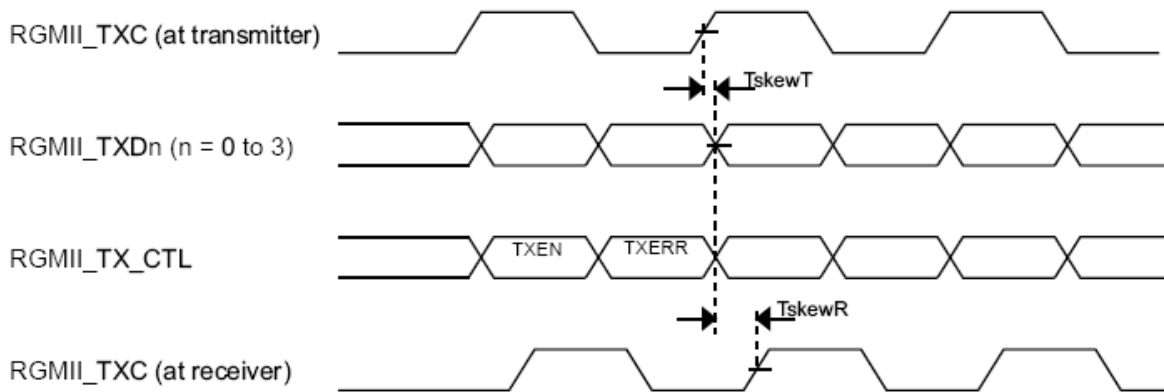 RGMII_TXC (at transmitter)
TskewT
RGMII_TXDn (n = 0 to 3)
RGMII_TX_CTL
TXEN
TXERR
TskewR
RGMII_TXC (at receiver)